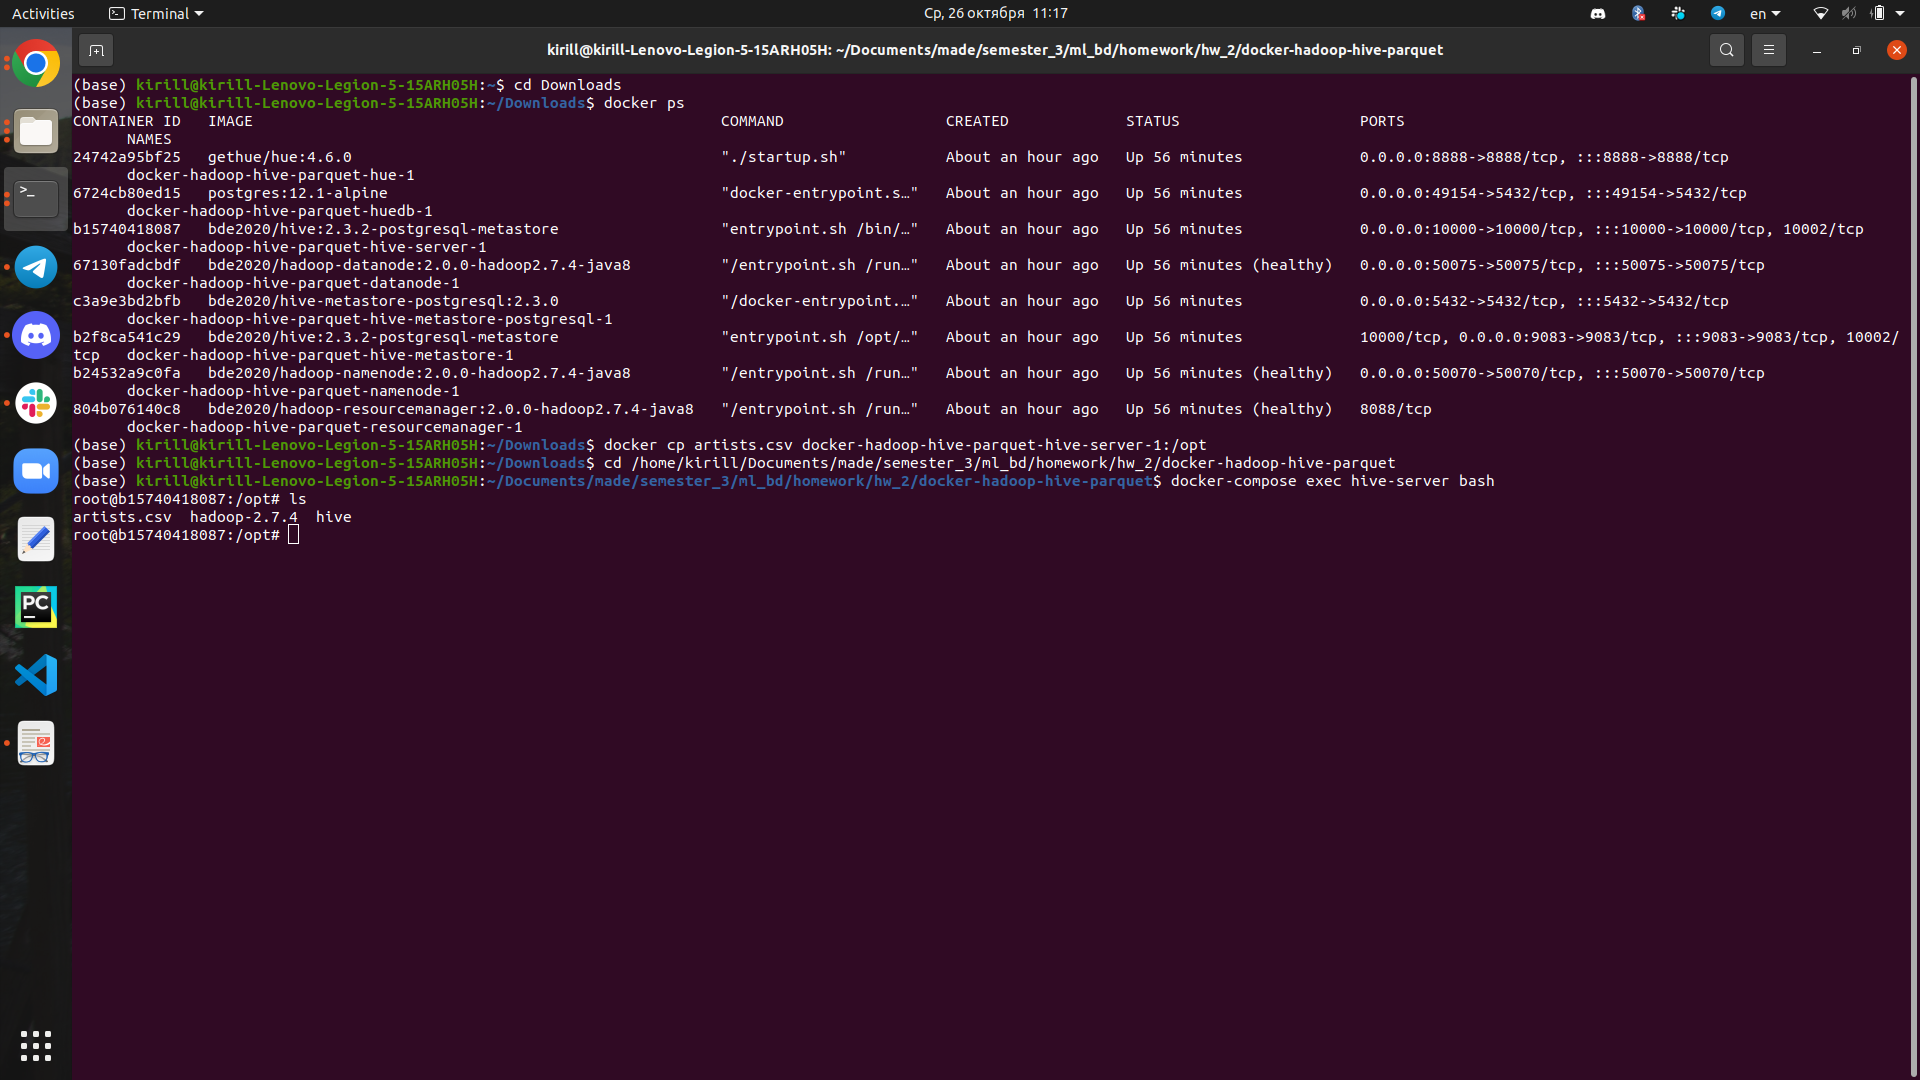 Activities Terminal Ср, 26 октября 11:17 en
kirill@kirill-Lenovo-Legion-5-15ARH05H: ~/Documents/made/semester_3/ml_bd/homework/hw_2/docker-hadoop-hive-parquet
(base) kirill@kirill-Lenovo-Legion-5-15ARH05H:~$ cd Downloads
(base) kirill@kirill-Lenovo-Legion-5-15ARH05H:~/Downloads$ docker ps
CONTAINER ID   IMAGE                                                    COMMAND                  CREATED             STATUS                    PORTS
      NAMES
24742a95bf25   gethue/hue:4.6.0                                         "./startup.sh"           About an hour ago   Up 56 minutes             0.0.0.0:8888->8888/tcp, :::8888->8888/tcp
      docker-hadoop-hive-parquet-hue-1
6724cb80ed15   postgres:12.1-alpine                                     "docker-entrypoint.s…"   About an hour ago   Up 56 minutes             0.0.0.0:49154->5432/tcp, :::49154->5432/tcp
      docker-hadoop-hive-parquet-huedb-1
b15740418087   bde2020/hive:2.3.2-postgresql-metastore                  "entrypoint.sh /bin/…"   About an hour ago   Up 56 minutes             0.0.0.0:10000->10000/tcp, :::10000->10000/tcp, 10002/tcp
      docker-hadoop-hive-parquet-hive-server-1
67130fadcbdf   bde2020/hadoop-datanode:2.0.0-hadoop2.7.4-java8          "/entrypoint.sh /run…"   About an hour ago   Up 56 minutes (healthy)   0.0.0.0:50075->50075/tcp, :::50075->50075/tcp
      docker-hadoop-hive-parquet-datanode-1
c3a9e3bd2bfb   bde2020/hive-metastore-postgresql:2.3.0                  "/docker-entrypoint.…"   About an hour ago   Up 56 minutes             0.0.0.0:5432->5432/tcp, :::5432->5432/tcp
      docker-hadoop-hive-parquet-hive-metastore-postgresql-1
b2f8ca541c29   bde2020/hive:2.3.2-postgresql-metastore                  "entrypoint.sh /opt/…"   About an hour ago   Up 56 minutes             10000/tcp, 0.0.0.0:9083->9083/tcp, :::9083->9083/tcp, 10002/
tcp   docker-hadoop-hive-parquet-hive-metastore-1
b24532a9c0fa   bde2020/hadoop-namenode:2.0.0-hadoop2.7.4-java8          "/entrypoint.sh /run…"   About an hour ago   Up 56 minutes (healthy)   0.0.0.0:50070->50070/tcp, :::50070->50070/tcp
      docker-hadoop-hive-parquet-namenode-1
804b076140c8   bde2020/hadoop-resourcemanager:2.0.0-hadoop2.7.4-java8   "/entrypoint.sh /run…"   About an hour ago   Up 56 minutes (healthy)   8088/tcp
      docker-hadoop-hive-parquet-resourcemanager-1
(base) kirill@kirill-Lenovo-Legion-5-15ARH05H:~/Downloads$ docker cp artists.csv docker-hadoop-hive-parquet-hive-server-1:/opt
(base) kirill@kirill-Lenovo-Legion-5-15ARH05H:~/Downloads$ cd /home/kirill/Documents/made/semester_3/ml_bd/homework/hw_2/docker-hadoop-hive-parquet
(base) kirill@kirill-Lenovo-Legion-5-15ARH05H:~/Documents/made/semester_3/ml_bd/homework/hw_2/docker-hadoop-hive-parquet$ docker-compose exec hive-server bash
root@b15740418087:/opt# ls
artists.csv  hadoop-2.7.4  hive
root@b15740418087:/opt#
PC